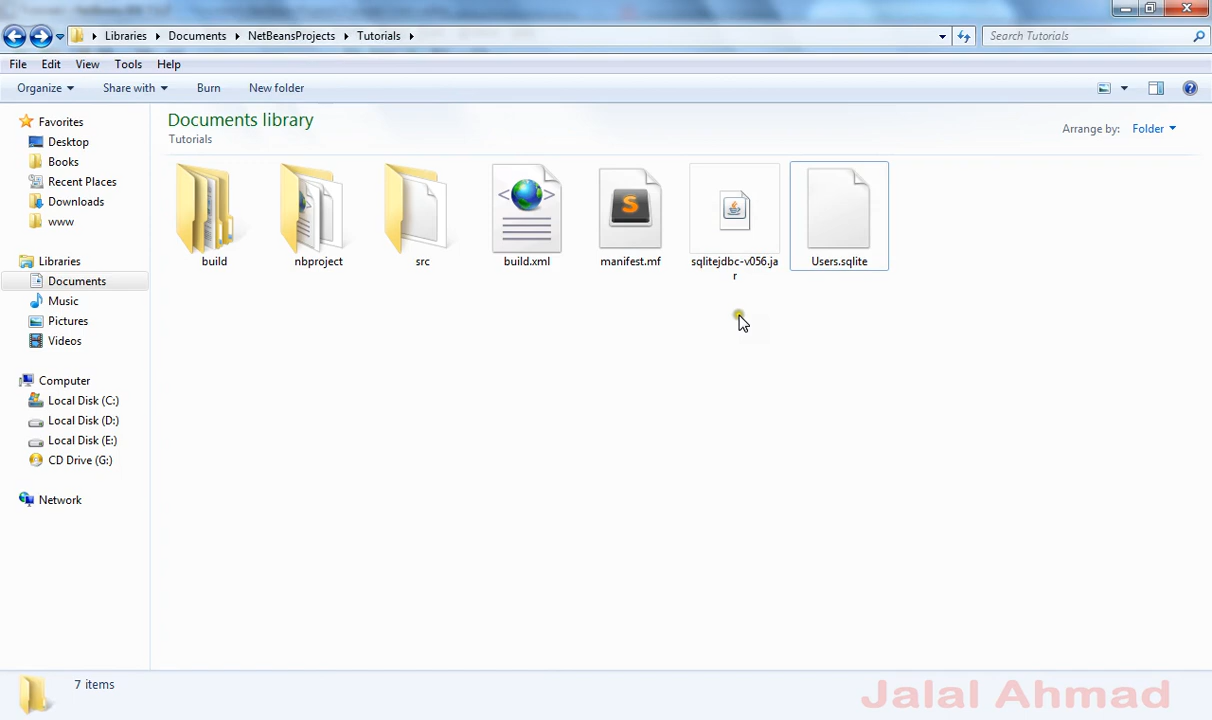 Libraries Documents NetBeansProjects Tutorials
Search Tutorials
File Edit View Tools Help
Organize Share with Burn New folder
Favorites
Desktop
Books
Recent Places
Downloads
www
Libraries
Documents
Music
Pictures
Videos
Computer
Local Disk (C:)
Local Disk (D:)
Local Disk (E:)
CD Drive (G:)
Network
Documents library
Tutorials
Arrange by: Folder
S
build
nbproject
src
build.xml
manifest.mf
sqlitejdbc-v056.ja
r
Users.sqlite
7 items
Jalal Ahmad